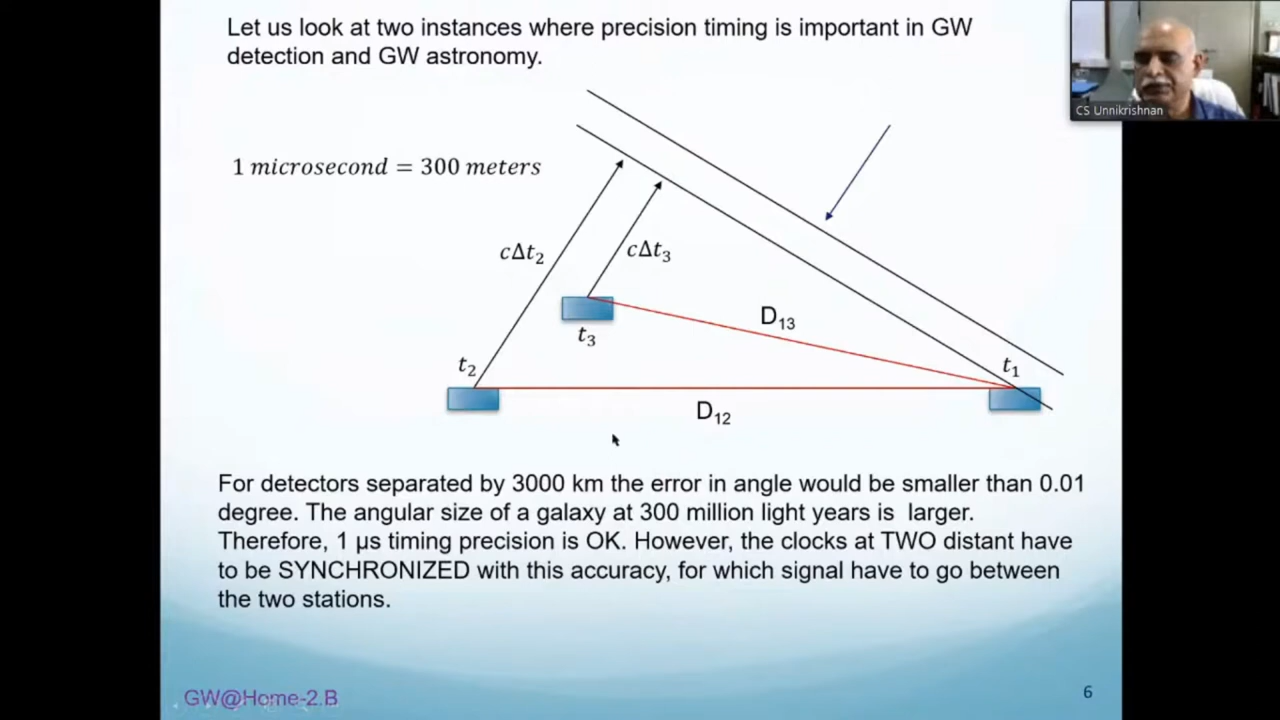 Let us look at two instances where precision timing is important in GW
detection and GW astronomy.
CS Unnikrishnan
1 microsecond = 300 meters
cΔt₂
cΔt₃
D₁₃
t₃
t₂
t₁
D₁₂
For detectors separated by 3000 km the error in angle would be smaller than 0.01
degree. The angular size of a galaxy at 300 million light years is larger.
Therefore, 1 μs timing precision is OK. However, the clocks at TWO distant have
to be SYNCHRONIZED with this accuracy, for which signal have to go between
the two stations.
GW@Home-2.B
6